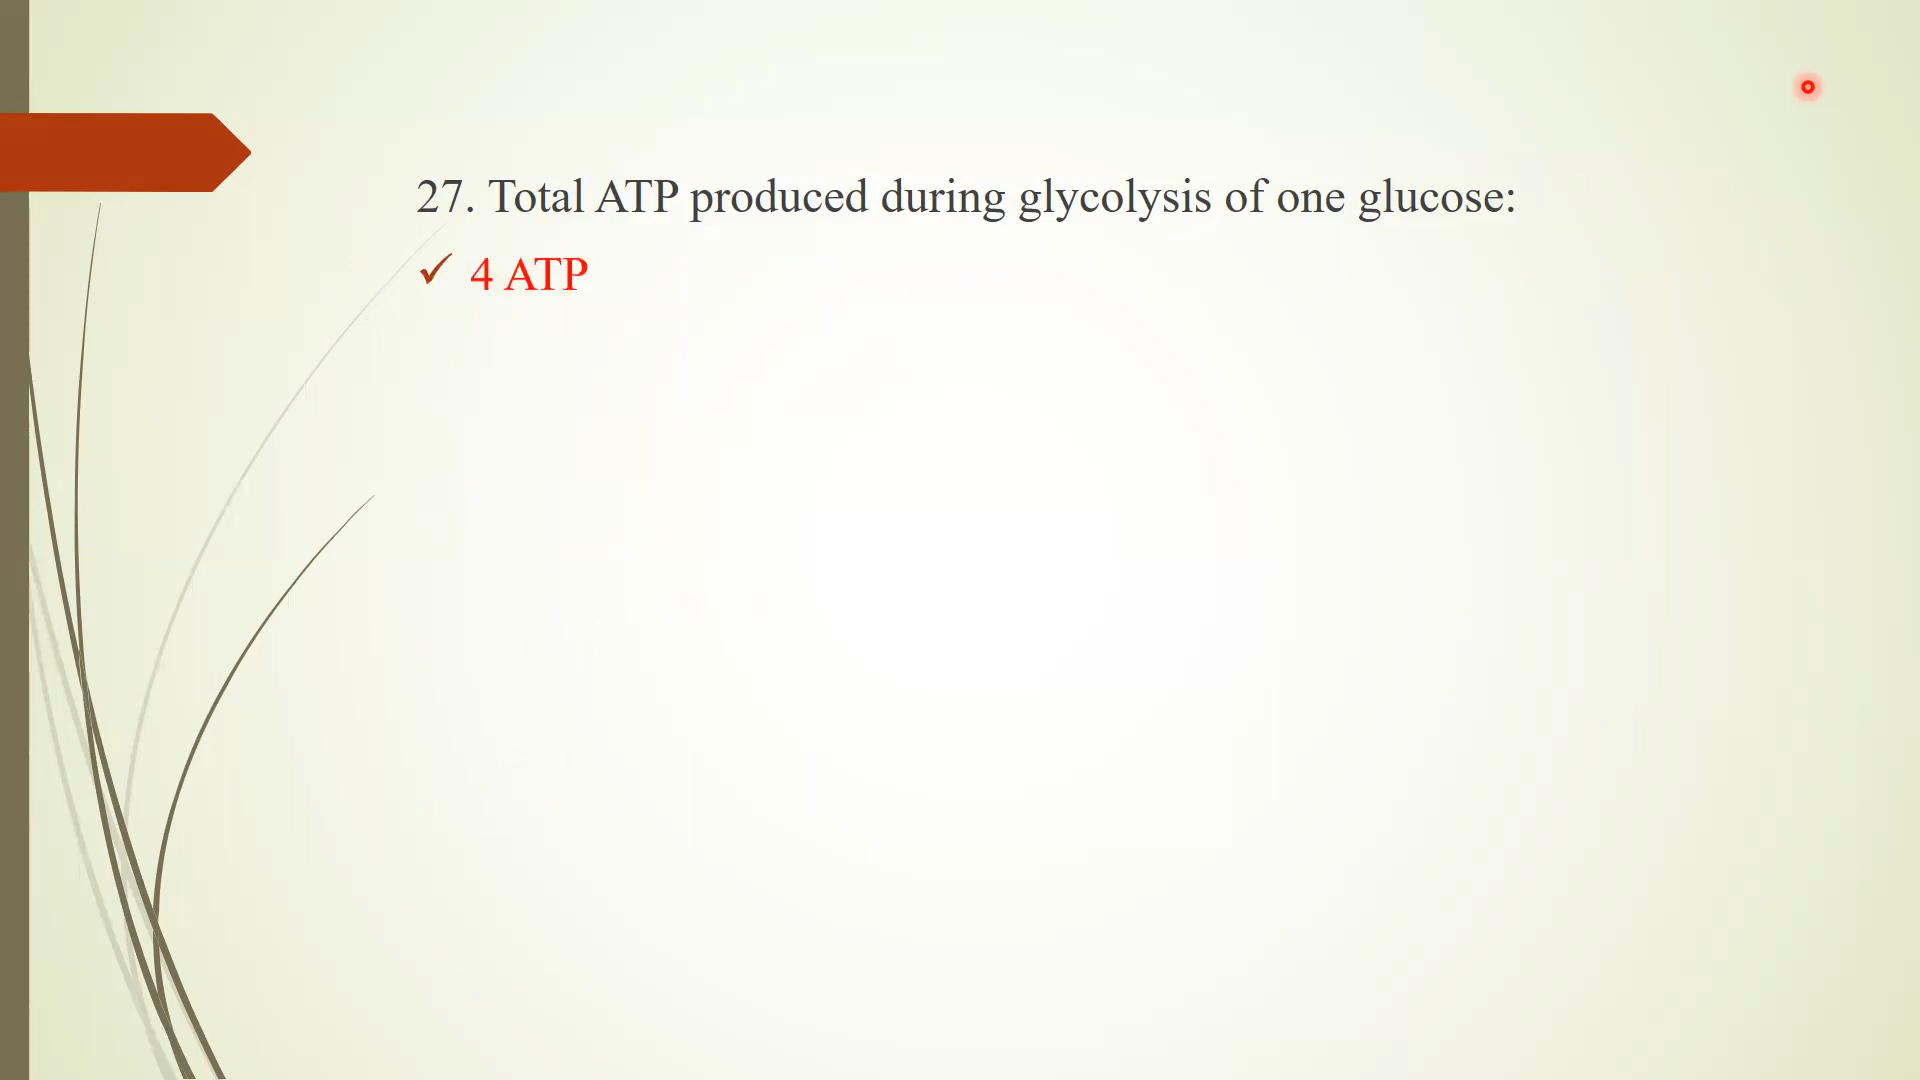 27. Total ATP produced during glycolysis of one glucose:
✓ 4 ATP